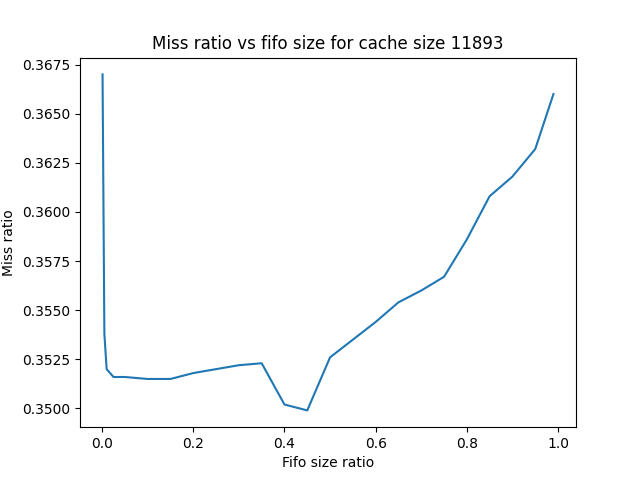 Miss ratio vs fifo size for cache size 11893
0.3675
0.3650
0.3625
0.3600
0.3575
0.3550
0.3525
0.3500
Miss ratio
0.0 0.2 0.4 0.6 0.8 1.0
Fifo size ratio